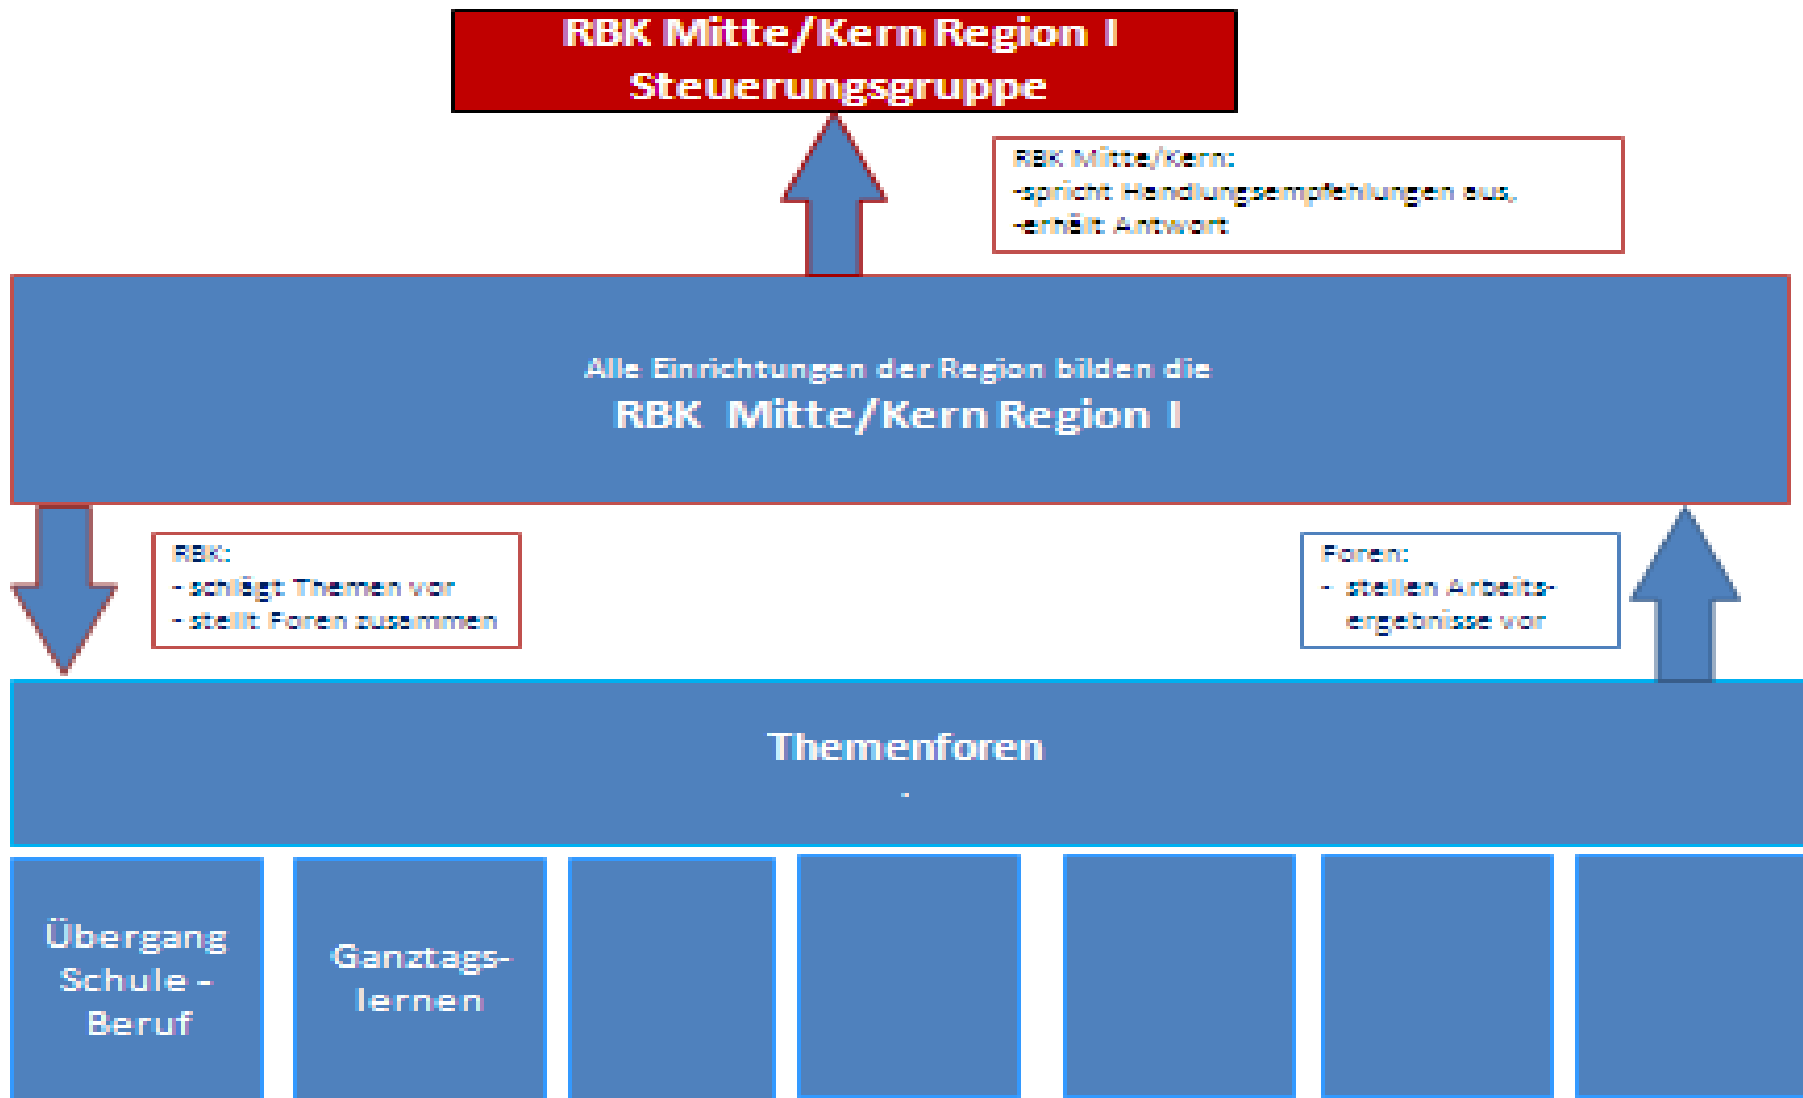 RBK Mitte/Kern Region I
Steuerungsgruppe
RBK Mitte/Kern:
-spricht Handlungsempfehlungen aus,
-erhält Antwort
Alle Einrichtungen der Region bilden die
RBK Mitte/Kern Region I
RBK:
- schlägt Themen vor
- stellt Foren zusammen
Foren:
- stellen Arbeits-
ergebnisse vor
Themenforen
-
Übergang
Schule –
Beruf
Ganztags-
lernen